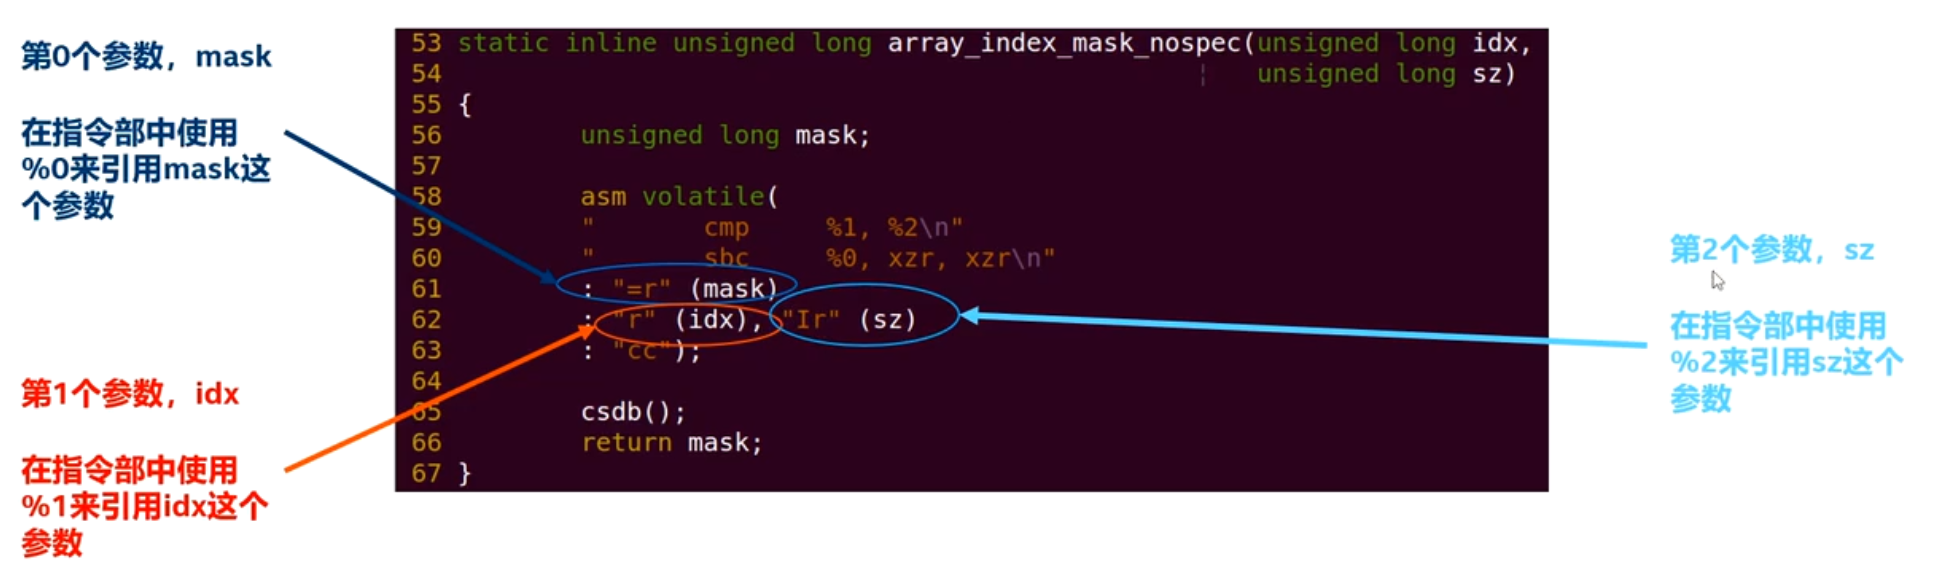 第0个参数，mask
在指令部中使用
%0来引用mask这
个参数
第1个参数，idx
在指令部中使用
%1来引用idx这个
参数
53 static inline unsigned long array_index_mask_nospec(unsigned long idx,
54 unsigned long sz)
55 {
56 unsigned long mask;
57
58 asm volatile(
59 " cmp %1, %2\n"
60 " sbc %0, xzr, xzr\n"
61 : "=r" (mask)
62 : "r" (idx), "Ir" (sz)
63 : "cc");
64
65 csdb();
66 return mask;
67 }
第2个参数，sz
在指令部中使用
%2来引用sz这个
参数